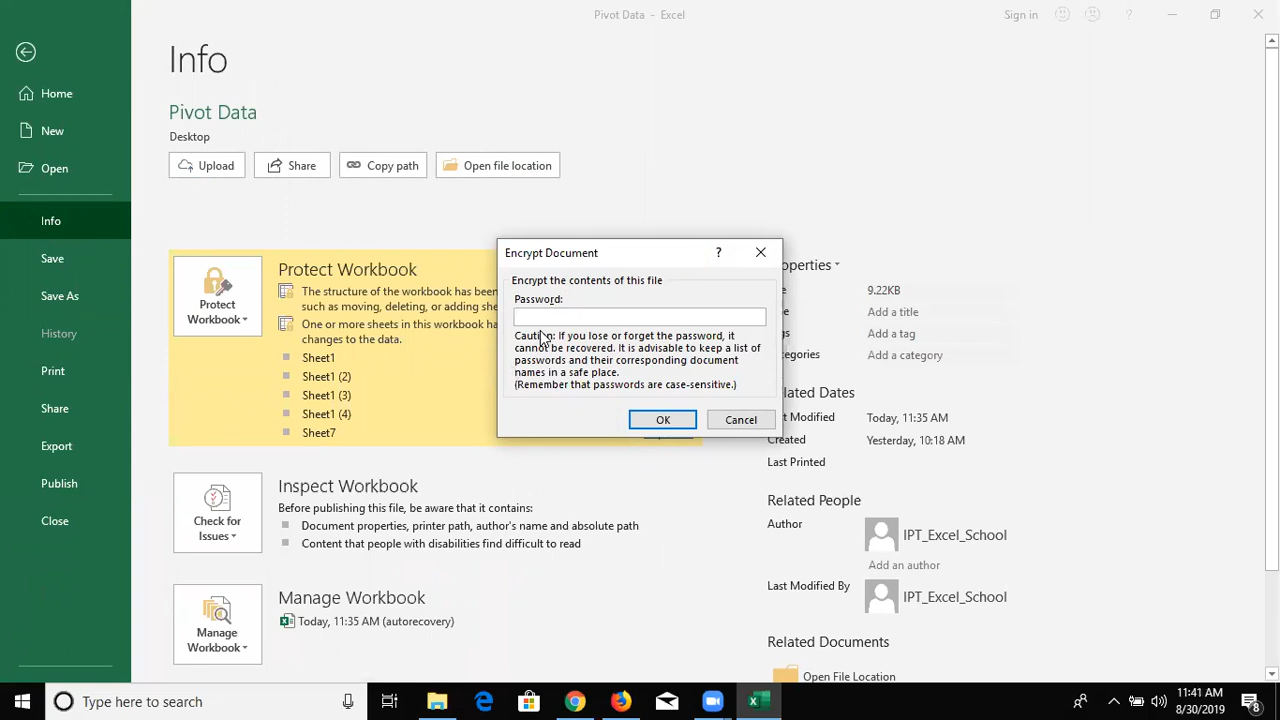 Pivot Data - Excel
Sign in
?
Info
Pivot Data
Desktop
Home
New
Open
Info
Save
Save As
History
Print
Share
Export
Publish
Close
Upload
Share
Copy path
Open file location
Protect Workbook
Protect
Workbook
The structure of the workbook has been
such as moving, deleting, or adding
One or more sheets in this workbook
changes to the data.
Sheet1
Sheet1 (2)
Sheet1 (3)
Sheet1 (4)
Sheet7
Encrypt Document
?
Encrypt the contents of this file
Password:
Caution: If you lose or forget the password, it
cannot be recovered. It is advisable to keep a list of
passwords and their corresponding document
names in a safe place.
(Remember that passwords are case-sensitive.)
OK
Cancel
Inspect Workbook
Check for
Issues
Before publishing this file, be aware that it contains:
Document properties, printer path, author's name and absolute path
Content that people with disabilities find difficult to read
Manage Workbook
Manage
Workbook
Today, 11:35 AM (autorecovery)
9.22KB
Add a title
Add a tag
Add a category
Related Dates
Last Modified
Today, 11:35 AM
Created
Yesterday, 10:18 AM
Last Printed
Related People
Author
IPT_Excel_School
Add an author
Last Modified By
IPT_Excel_School
Related Documents
Open File Location
Type here to search
11:41 AM
8/30/2019
8